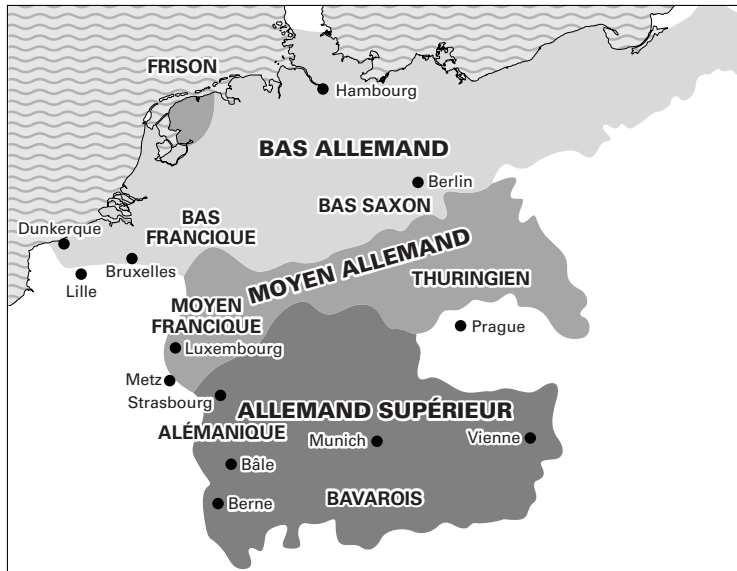 FRISON
Hambourg
BAS ALLEMAND
Berlin
BAS SAXON
BAS
FRANCIQUE
Dunkerque
Bruxelles
Lille
MOYEN ALLEMAND
THURINGIEN
MOYEN
FRANCIQUE
Prague
Luxembourg
Metz
Strasbourg
ALLEMAND SUPÉRIEUR
ALÉMANIQUE
Munich
Vienne
Bâle
BAVAROIS
Berne